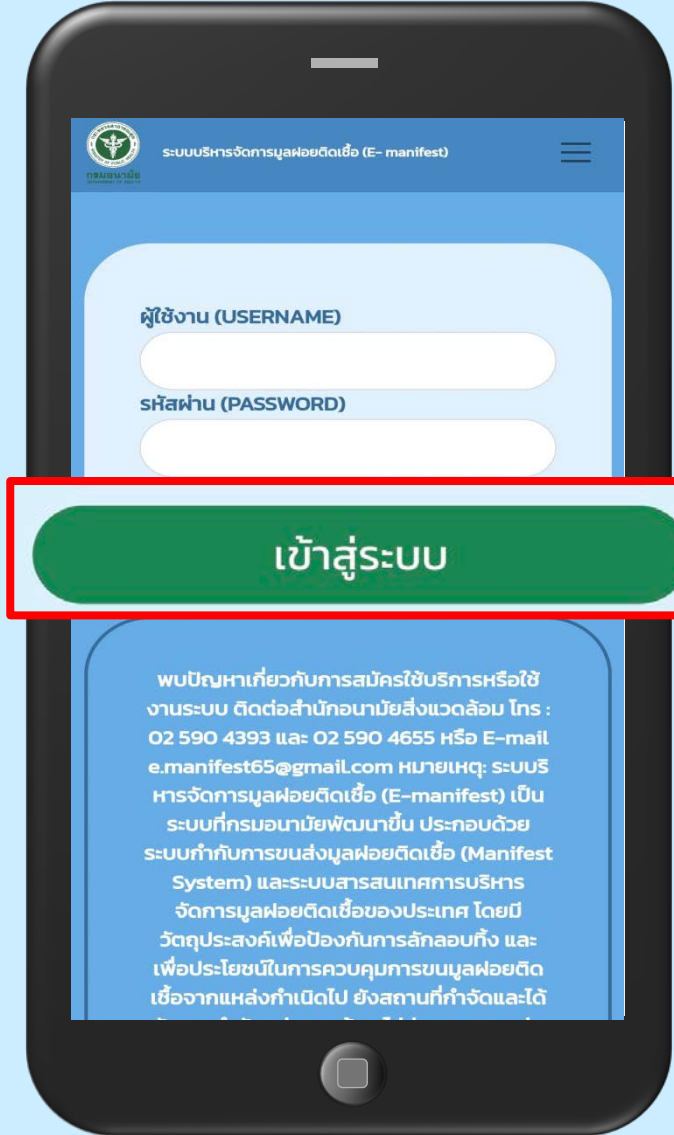 กรมอนามัย
ระบบบริหารจัดการมูลฝอยติดเชื้อ (E- manifest)
ผู้ใช้งาน (USERNAME)
รหัสผ่าน (PASSWORD)
เข้าสู่ระบบ
พบปัญหาเกี่ยวกับการสมัครใช้บริการหรือใช้
งานระบบ ติดต่อสำนักอนามัยสิ่งแวดล้อม โทร :
02 590 4393 และ 02 590 4655 หรือ E-mail
e.manifest65@gmail.com หมายเหตุ: ระบบริ
หารจัดการมูลฝอยติดเชื้อ (E-manifest) เป็น
ระบบที่กรมอนามัยพัฒนาขึ้น ประกอบด้วย
ระบบกำกับการขนส่งมูลฝอยติดเชื้อ (Manifest
System) และระบบสารสนเทศการบริหาร
จัดการมูลฝอยติดเชื้อของประเทศ โดยมี
วัตถุประสงค์เพื่อป้องกันการลักลอบทิ้ง และ
เพื่อประโยชน์ในการควบคุมการขนมูลฝอยติด
เชื้อจากแหล่งกำเนิดไป ยังสถานที่กำจัดและได้